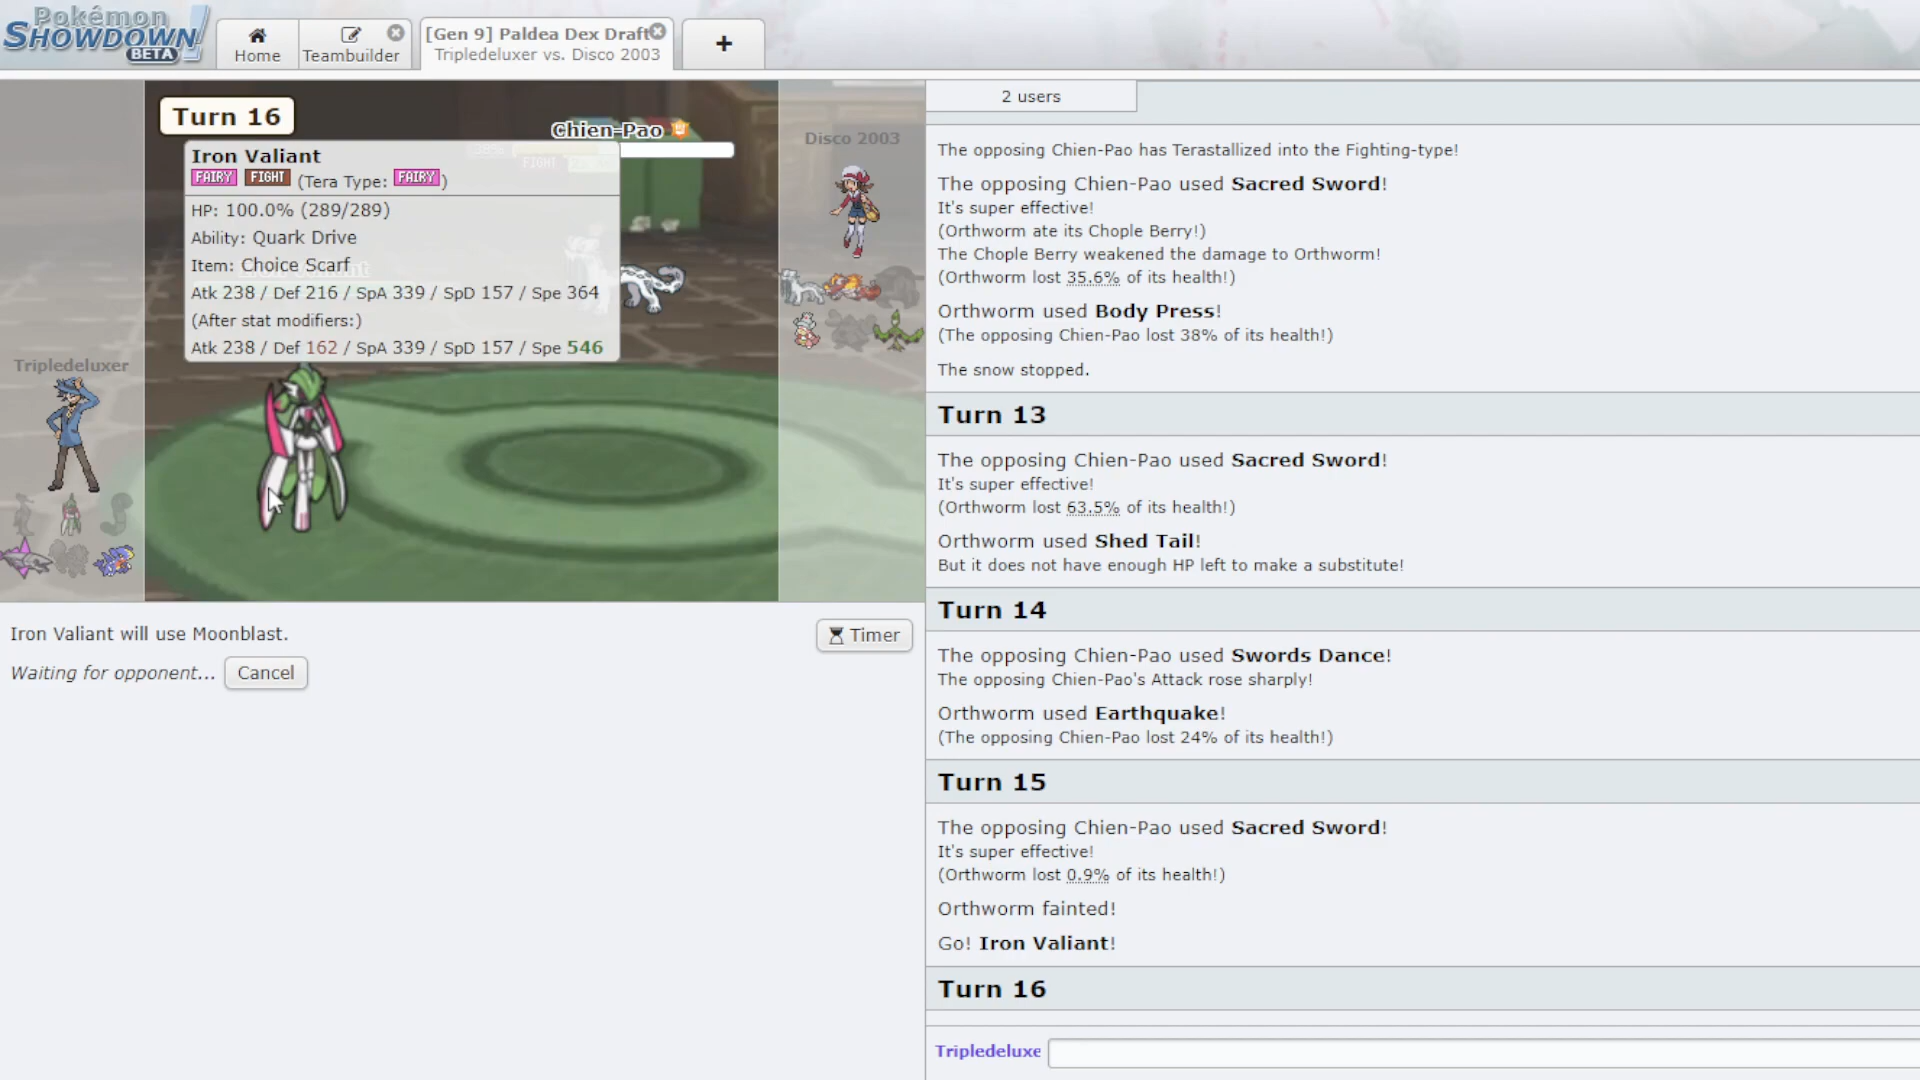 Pokémon
SHOWDOWN!
BETA
Home
Teambuilder
[Gen 9] Paldea Dex Draft
Tripledeluxer vs. Disco 2003
+
Turn 16
Chien-Pao
Iron Valiant
FAIRY FIGHT (Tera Type: FAIRY)
38%
FIGHT
HP: 100.0% (289/289)
Ability: Quark Drive
Item: Choice Scarf
Atk 238 / Def 216 / SpA 339 / SpD 157 / Spe 364
(After stat modifiers:)
Atk 238 / Def 162 / SpA 339 / SpD 157 / Spe 546
Disco 2003
Tripledeluxer
Iron Valiant will use Moonblast.
Timer
Waiting for opponent...
Cancel
2 users
The opposing Chien-Pao has Terastallized into the Fighting-type!
The opposing Chien-Pao used Sacred Sword!
It's super effective!
(Orthworm ate its Chople Berry!)
The Chople Berry weakened the damage to Orthworm!
(Orthworm lost 35.6% of its health!)
Orthworm used Body Press!
(The opposing Chien-Pao lost 38% of its health!)
The snow stopped.
Turn 13
The opposing Chien-Pao used Sacred Sword!
It's super effective!
(Orthworm lost 63.5% of its health!)
Orthworm used Shed Tail!
But it does not have enough HP left to make a substitute!
Turn 14
The opposing Chien-Pao used Swords Dance!
The opposing Chien-Pao's Attack rose sharply!
Orthworm used Earthquake!
(The opposing Chien-Pao lost 24% of its health!)
Turn 15
The opposing Chien-Pao used Sacred Sword!
It's super effective!
(Orthworm lost 0.9% of its health!)
Orthworm fainted!
Go! Iron Valiant!
Turn 16
Tripledeluxe